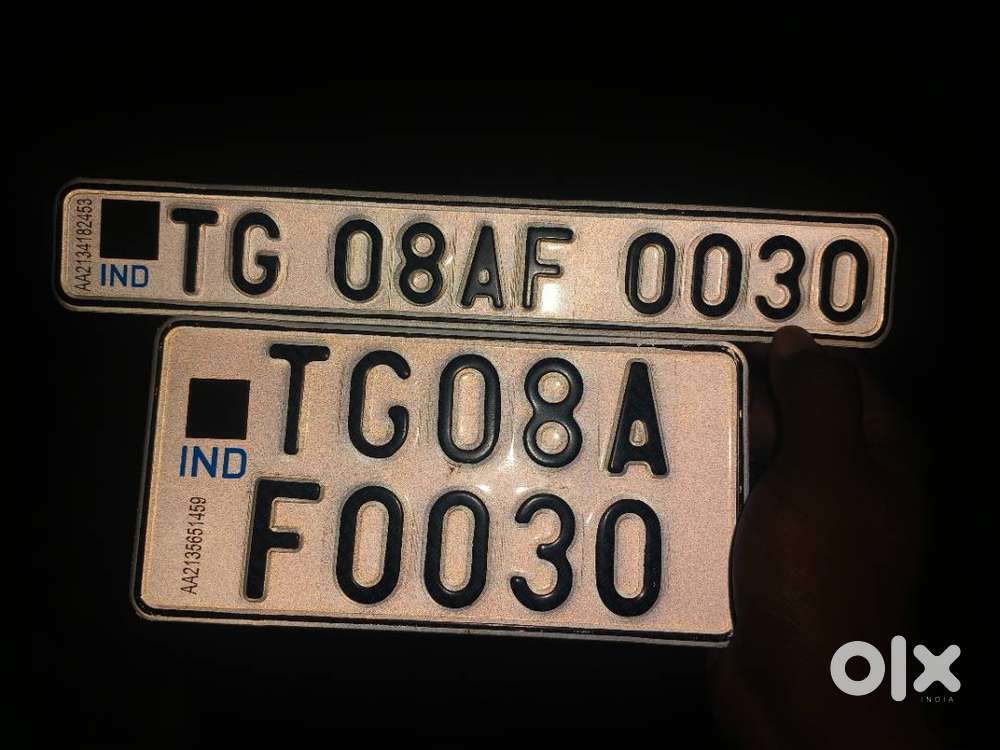 AA2134182453
IND
TG 08AF 0030
IND
TG08A
AA2135651459
F0030
olx
INDIA